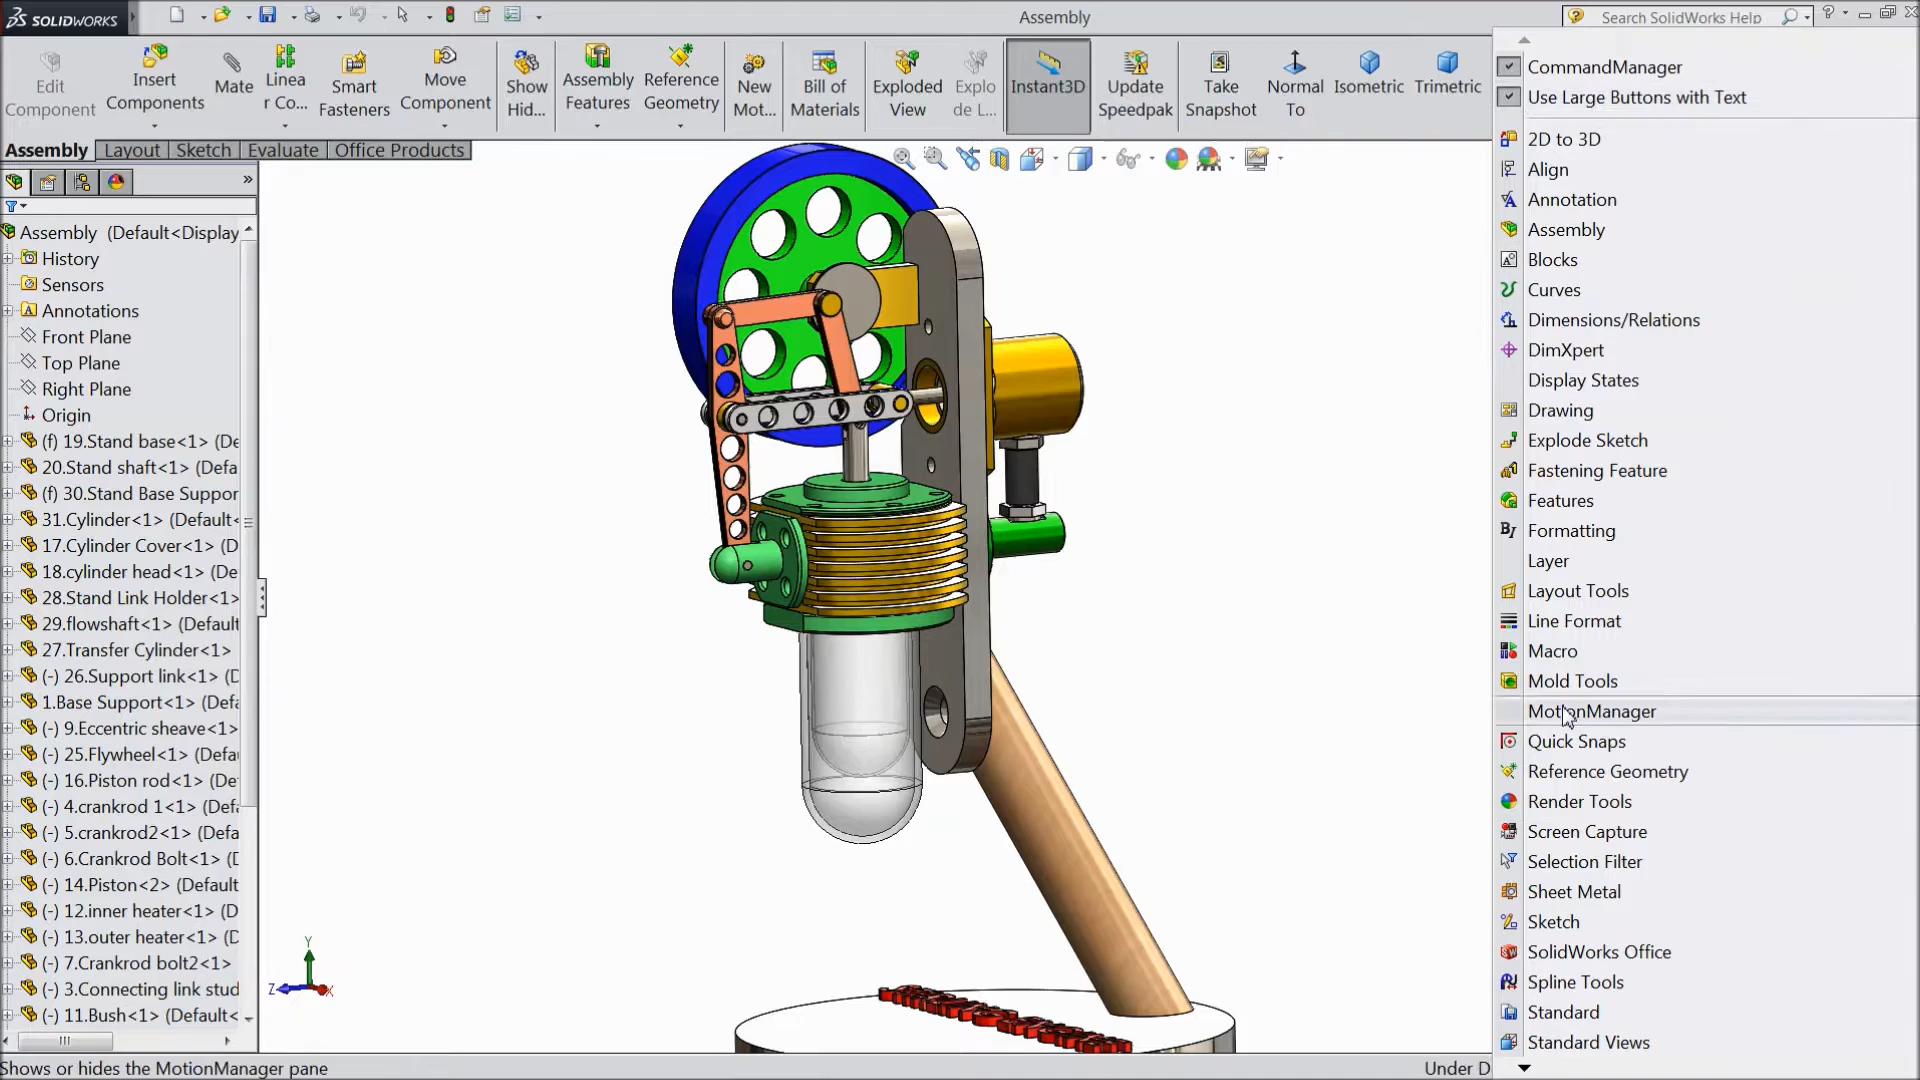 SOLIDWORKS
Assembly
Search SolidWorks Help
Edit Component
Insert Components
Mate
Linea r Co...
Smart Fasteners
Move Component
Show Hid...
Assembly Features
Reference Geometry
New Mot...
Bill of Materials
Exploded View
Explo de L...
Instant3D
Update Speedpak
Take Snapshot
Normal To
Isometric
Trimetric
Assembly
Layout
Sketch
Evaluate
Office Products
Assembly (Default<Display
History
Sensors
Annotations
Front Plane
Top Plane
Right Plane
Origin
(f) 19.Stand base<1> (De
20.Stand shaft<1> (Defa
(f) 30.Stand Base Suppor
31.Cylinder<1> (Default<
17.Cylinder Cover<1> (D
18.cylinder head<1> (De
28.Stand Link Holder<1>
29.flowshaft<1> (Default
27.Transfer Cylinder<1>
(-) 26.Support link<1> (D
1.Base Support<1> (Defa
(-) 9.Eccentric sheave<1>
(-) 25.Flywheel<1> (Defau
(-) 16.Piston rod<1> (De
(-) 4.crankrod 1<1> (Defa
(-) 5.crankrod2<1> (Defa
(-) 6.Crankrod Bolt<1> (D
(-) 14.Piston<2> (Default
(-) 12.inner heater<1> (D
(-) 13.outer heater<1> (D
(-) 7.Crankrod bolt2<1>
(-) 3.Connecting link stud
(-) 11.Bush<1> (Default<
Y
Z
X
CommandManager
Use Large Buttons with Text
2D to 3D
Align
Annotation
Assembly
Blocks
Curves
Dimensions/Relations
DimXpert
Display States
Drawing
Explode Sketch
Fastening Feature
Features
Formatting
Layer
Layout Tools
Line Format
Macro
Mold Tools
MotionManager
Quick Snaps
Reference Geometry
Render Tools
Screen Capture
Selection Filter
Sheet Metal
Sketch
SolidWorks Office
Spline Tools
Standard
Standard Views
Shows or hides the MotionManager pane
Under D